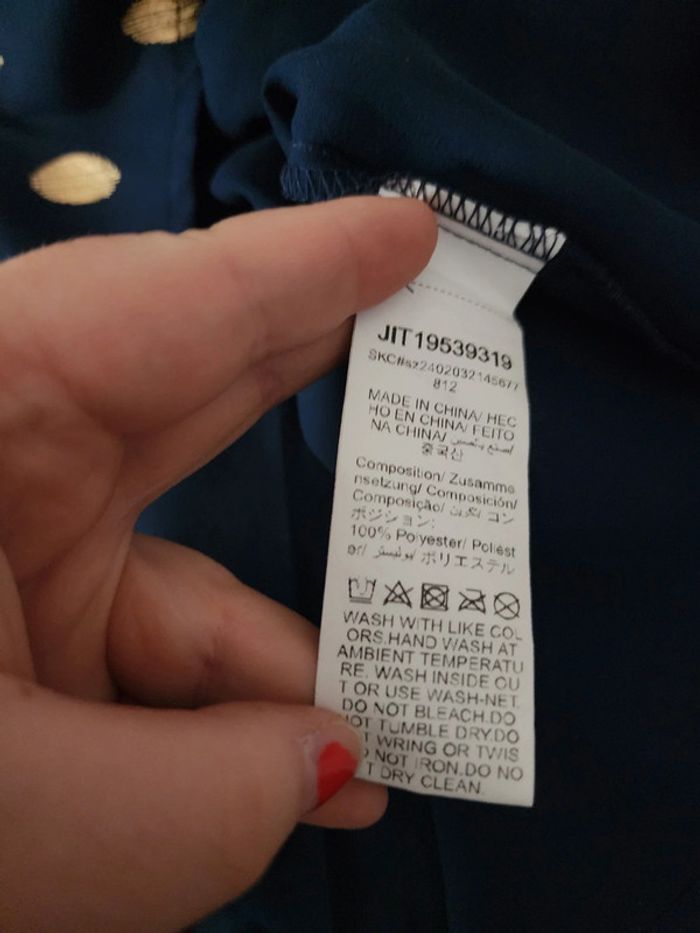 JIT19539319
SKC#sz2402032145677
812
MADE IN CHINA/ HEC
HO EN CHINA/ FEITO
NA CHINA/
중국산
Composition/ Zusamme
nsetzung/ Composición/
Composição/ コン
ポジション:
100% Polyester/ Poliést
er/ بوليستر/ ポリエステル
WASH WITH LIKE COL
ORS.HAND WASH AT
AMBIENT TEMPERATU
RE. WASH INSIDE OU
T OR USE WASH-NET.
DO NOT BLEACH.DO
NOT TUMBLE DRY.DO
T WRING OR TWIS
NOT IRON.DO NO
T DRY CLEAN.